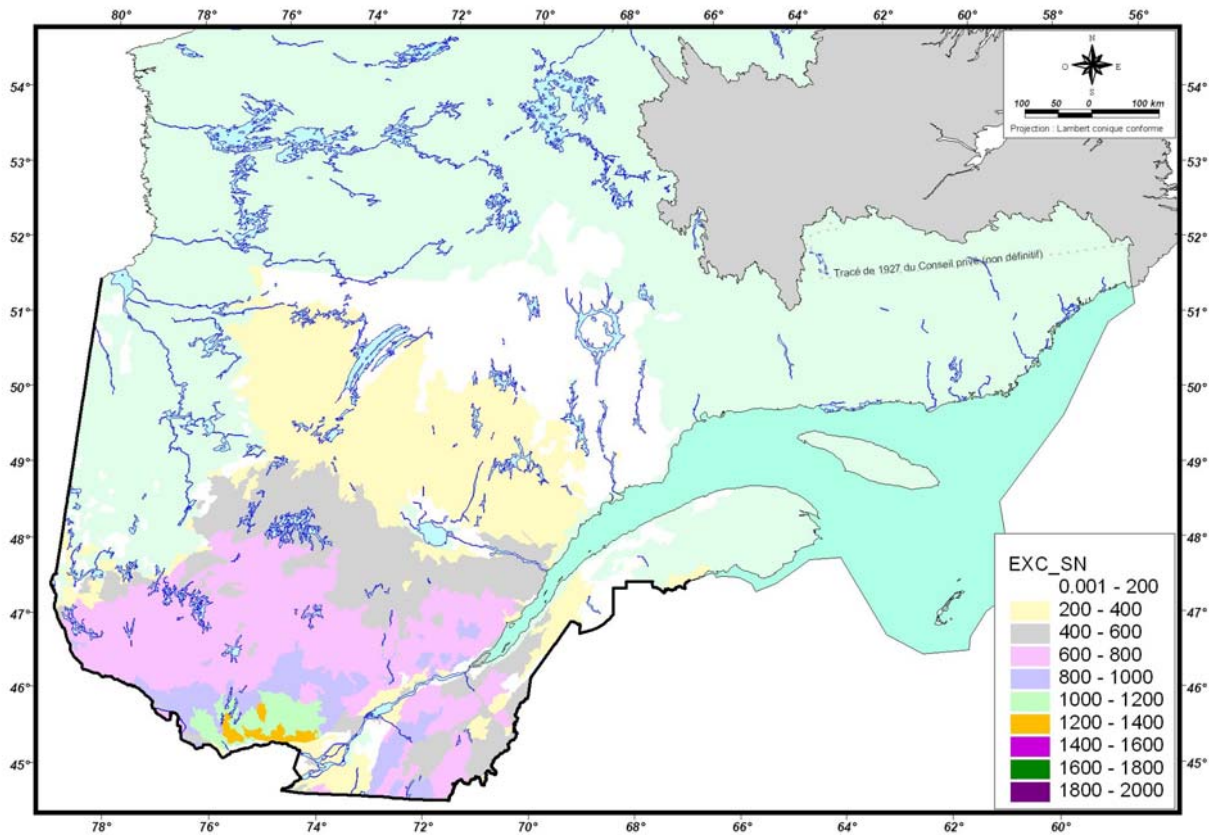 80° 78° 76° 74° 72° 70° 68° 66° 64° 62° 60° 58° 56°
N
O E
S
100 50 0 100 km
Projection : Lambert conique conforme
54° 54°
53° 53°
52° 52°
Tracé de 1927 du Conseil privé (non définitif)
51° 51°
50° 50°
49° 49°
48° 48°
47° 47°
46° 46°
45° 45°
EXC_SN
0.001 - 200
200 - 400
400 - 600
600 - 800
800 - 1000
1000 - 1200
1200 - 1400
1400 - 1600
1600 - 1800
1800 - 2000
78° 76° 74° 72° 70° 68° 66° 64° 62° 60°